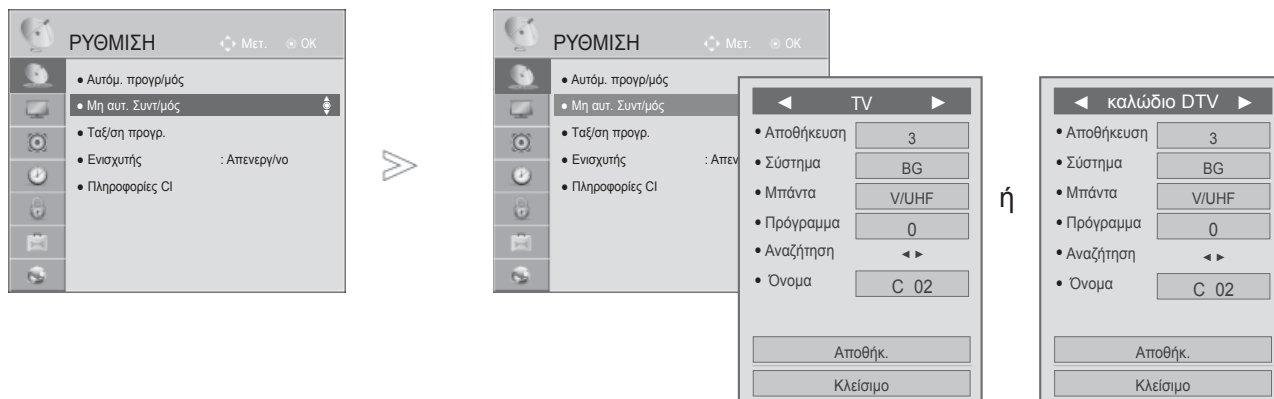 ΡΥΘΜΙΣΗ Μετ. OK
● Αυτόμ. προγρ/μός
● Μη αυτ. Συντ/μός
● Ταξ/ση προγρ.
● Ενισχυτής : Απενεργ/νο
● Πληροφορίες CI
ΡΥΘΜΙΣΗ Μετ. OK
● Αυτόμ. προγρ/μός
● Μη αυτ. Συντ/μός
● Ταξ/ση προγρ.
● Ενισχυτής : Απεν
● Πληροφορίες CI
◄ TV ►
• Αποθήκευση 3
• Σύστημα BG
• Μπάντα V/UHF
• Πρόγραμμα 0
• Αναζήτηση ◄ ►
• Όνομα C 02
Αποθήκ.
Κλείσιμο
ή
◄ καλώδιο DTV ►
• Αποθήκευση 3
• Σύστημα BG
• Μπάντα V/UHF
• Πρόγραμμα 0
• Αναζήτηση ◄ ►
• Όνομα C 02
Αποθήκ.
Κλείσιμο